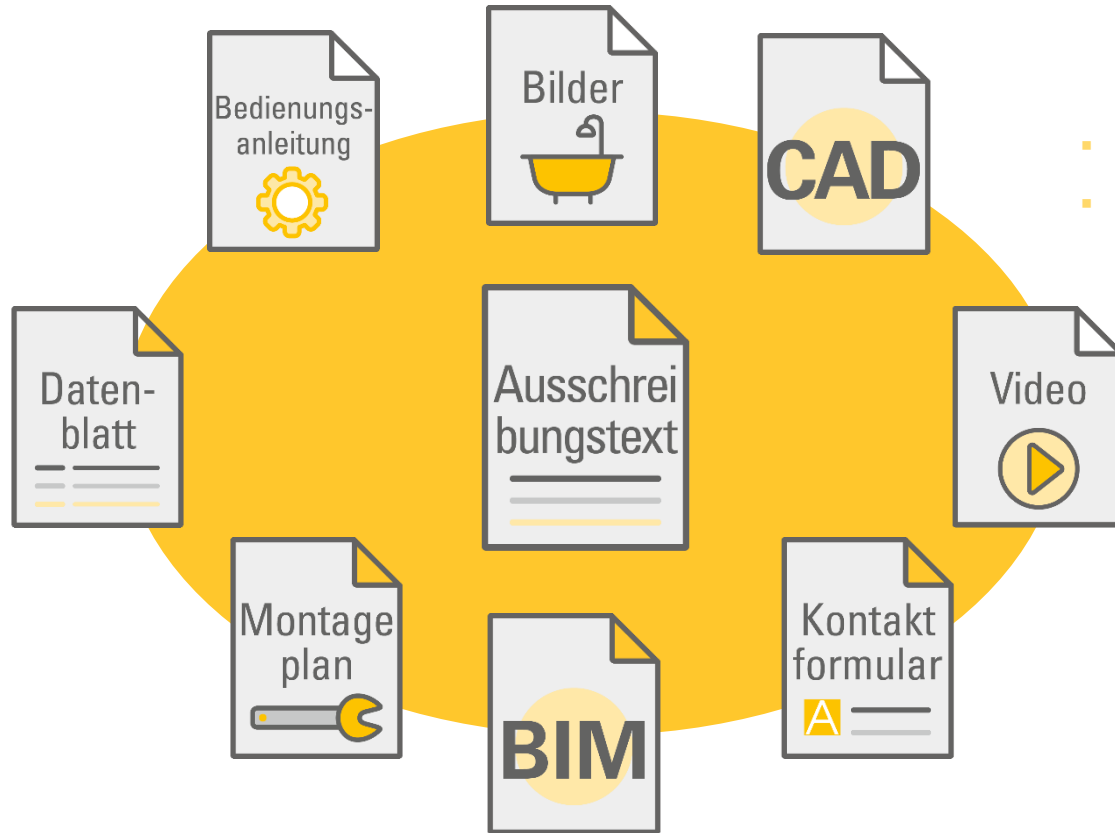 Bedienungs-
anleitung
Bilder
CAD
Daten-
blatt
Ausschrei
bungstext
Video
Montage
plan
BIM
Kontakt
formular
A